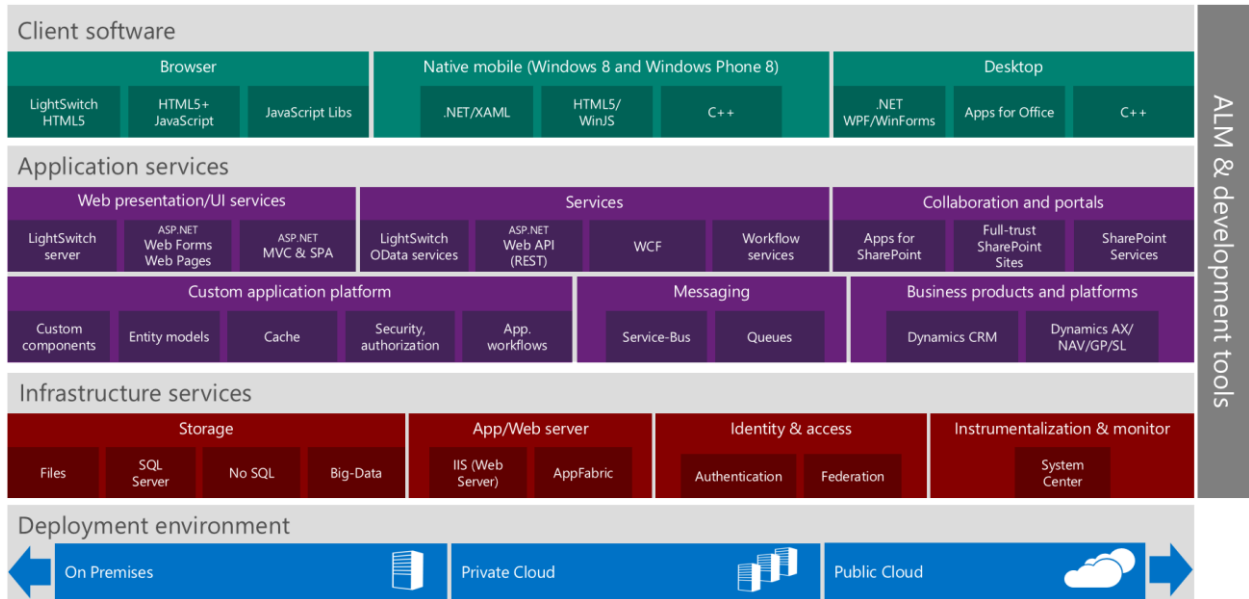 Client software
Browser
Native mobile (Windows 8 and Windows Phone 8)
Desktop
LightSwitch
HTML5
HTML5+
JavaScript
JavaScript Libs
.NET/XAML
HTML5/
WinJS
C++
.NET
WPF/WinForms
Apps for Office
C++
Application services
Web presentation/UI services
Services
Collaboration and portals
LightSwitch
server
ASP.NET
Web Forms
Web Pages
ASP.NET
MVC & SPA
LightSwitch
OData services
ASP.NET
Web API
(REST)
WCF
Workflow
services
Apps for
SharePoint
Full-trust
SharePoint
Sites
SharePoint
Services
Custom application platform
Messaging
Business products and platforms
Custom
components
Entity models
Cache
Security,
authorization
App.
workflows
Service-Bus
Queues
Dynamics CRM
Dynamics AX/
NAV/GP/SL
Infrastructure services
Storage
App/Web server
Identity & access
Instrumentalization & monitor
Files
SQL
Server
No SQL
Big-Data
IIS (Web
Server)
AppFabric
Authentication
Federation
System
Center
Deployment environment
On Premises
Private Cloud
Public Cloud
ALM & development tools